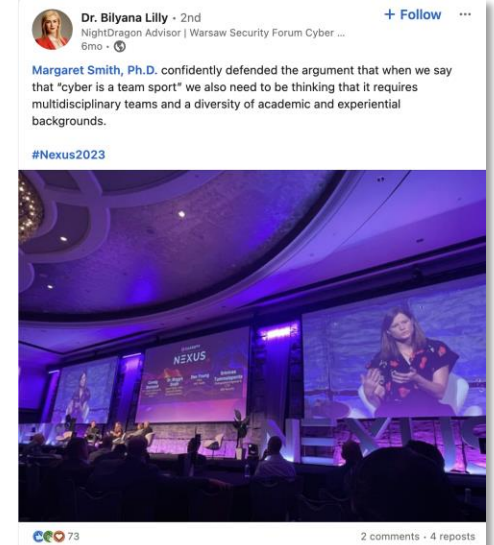 Dr. Bilyana Lilly • 2nd
+ Follow ...
NightDragon Advisor | Warsaw Security Forum Cyber ...
6mo •
Margaret Smith, Ph.D. confidently defended the argument that when we say
that "cyber is a team sport" we also need to be thinking that it requires
multidisciplinary teams and a diversity of academic and experiential
backgrounds.
#Nexus2023
NEXUS
NEXUS
73
2 comments • 4 reposts